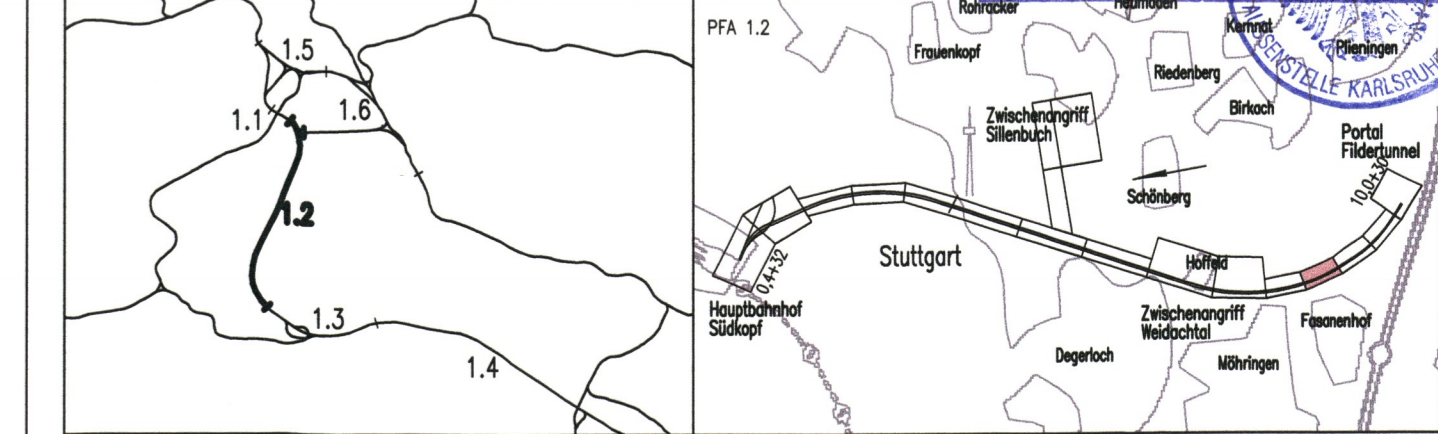 1.5
1.1
1.6
1.2
1.3
1.4
PFA 1.2
Rohracker
Frauenkopf
Riedenberg
Kemnat
Plieningen
Birkach
AUSSENSTELLE KARLSRUHE
Zwischenangriff
Sillenbuch
Portal
Fildertunnel
10,0+30
Schönberg
Stuttgart
Hoffeld
0,4+32
Hauptbahnhof
Südkopf
Zwischenangriff
Weidachtal
Fasanenhof
Degerloch
Möhringen